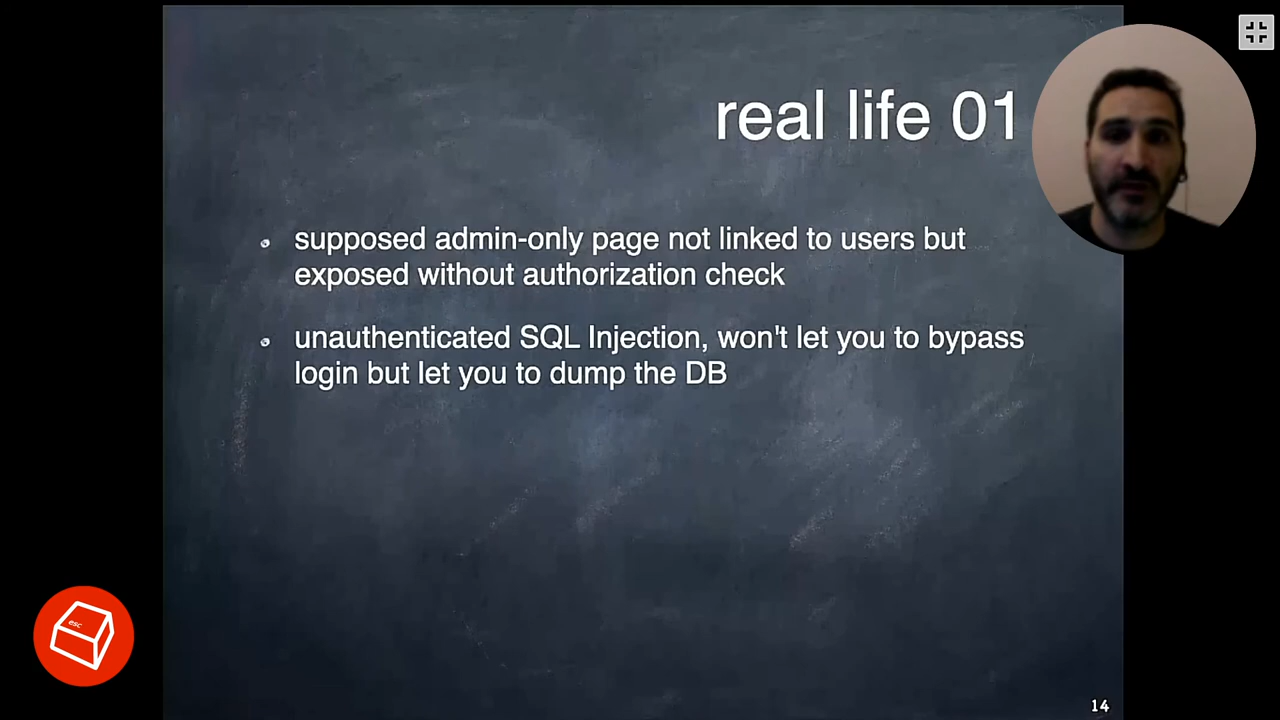 real life 01
supposed admin-only page not linked to users but
exposed without authorization check
unauthenticated SQL Injection, won't let you to bypass
login but let you to dump the DB
esc
14